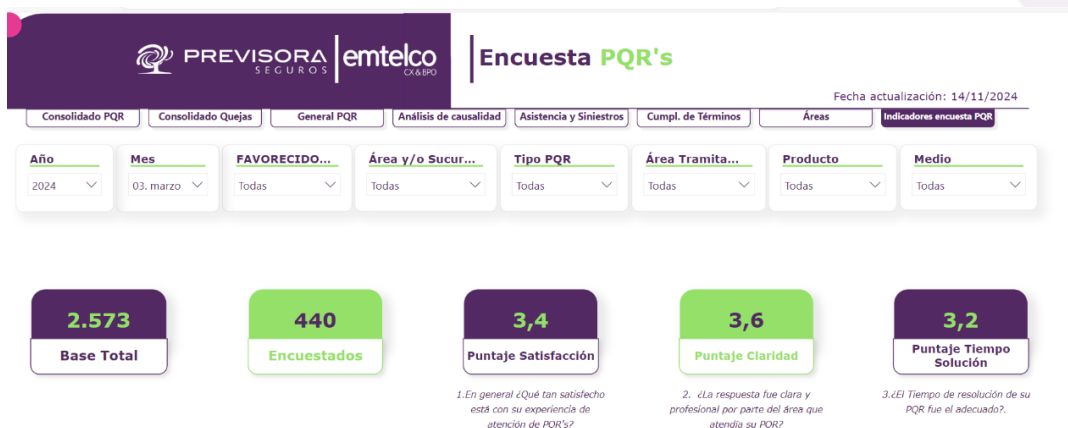 PREVISORA
SEGUROS
emtelco
CX&BPO
Encuesta PQR's
Fecha actualización: 14/11/2024
Consolidado PQR
Consolidado Quejas
General PQR
Análisis de causalidad
Asistencia y Siniestros
Cumpl. de Términos
Áreas
Indicadores encuesta PQR
Año
Mes
FAVORECIDO...
Área y/o Sucur...
Tipo PQR
Área Tramita...
Producto
Medio
2024
03. marzo
Todas
Todas
Todas
Todas
Todas
Todas
2.573
Base Total
440
Encuestados
3,4
Puntaje Satisfacción
3,6
Puntaje Claridad
3,2
Puntaje Tiempo
Solución
1.En general ¿Qué tan satisfecho
está con su experiencia de
atención de PQR's?
2. ¿La respuesta fue clara y
profesional por parte del área que
atendía su PQR?
3.¿El Tiempo de resolución de su
PQR fue el adecuado?.